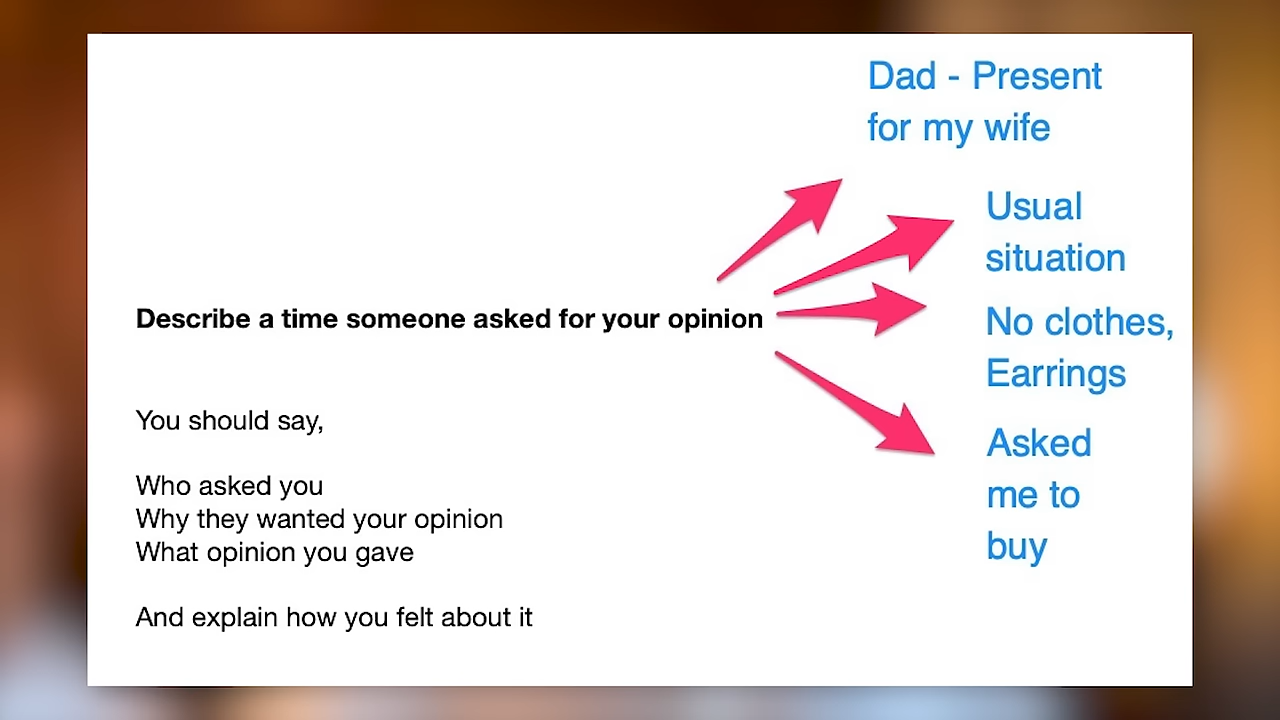 Dad - Present
for my wife
Usual
situation
Describe a time someone asked for your opinion
No clothes,
Earrings
You should say,
Asked
me to
buy
Who asked you
Why they wanted your opinion
What opinion you gave
And explain how you felt about it